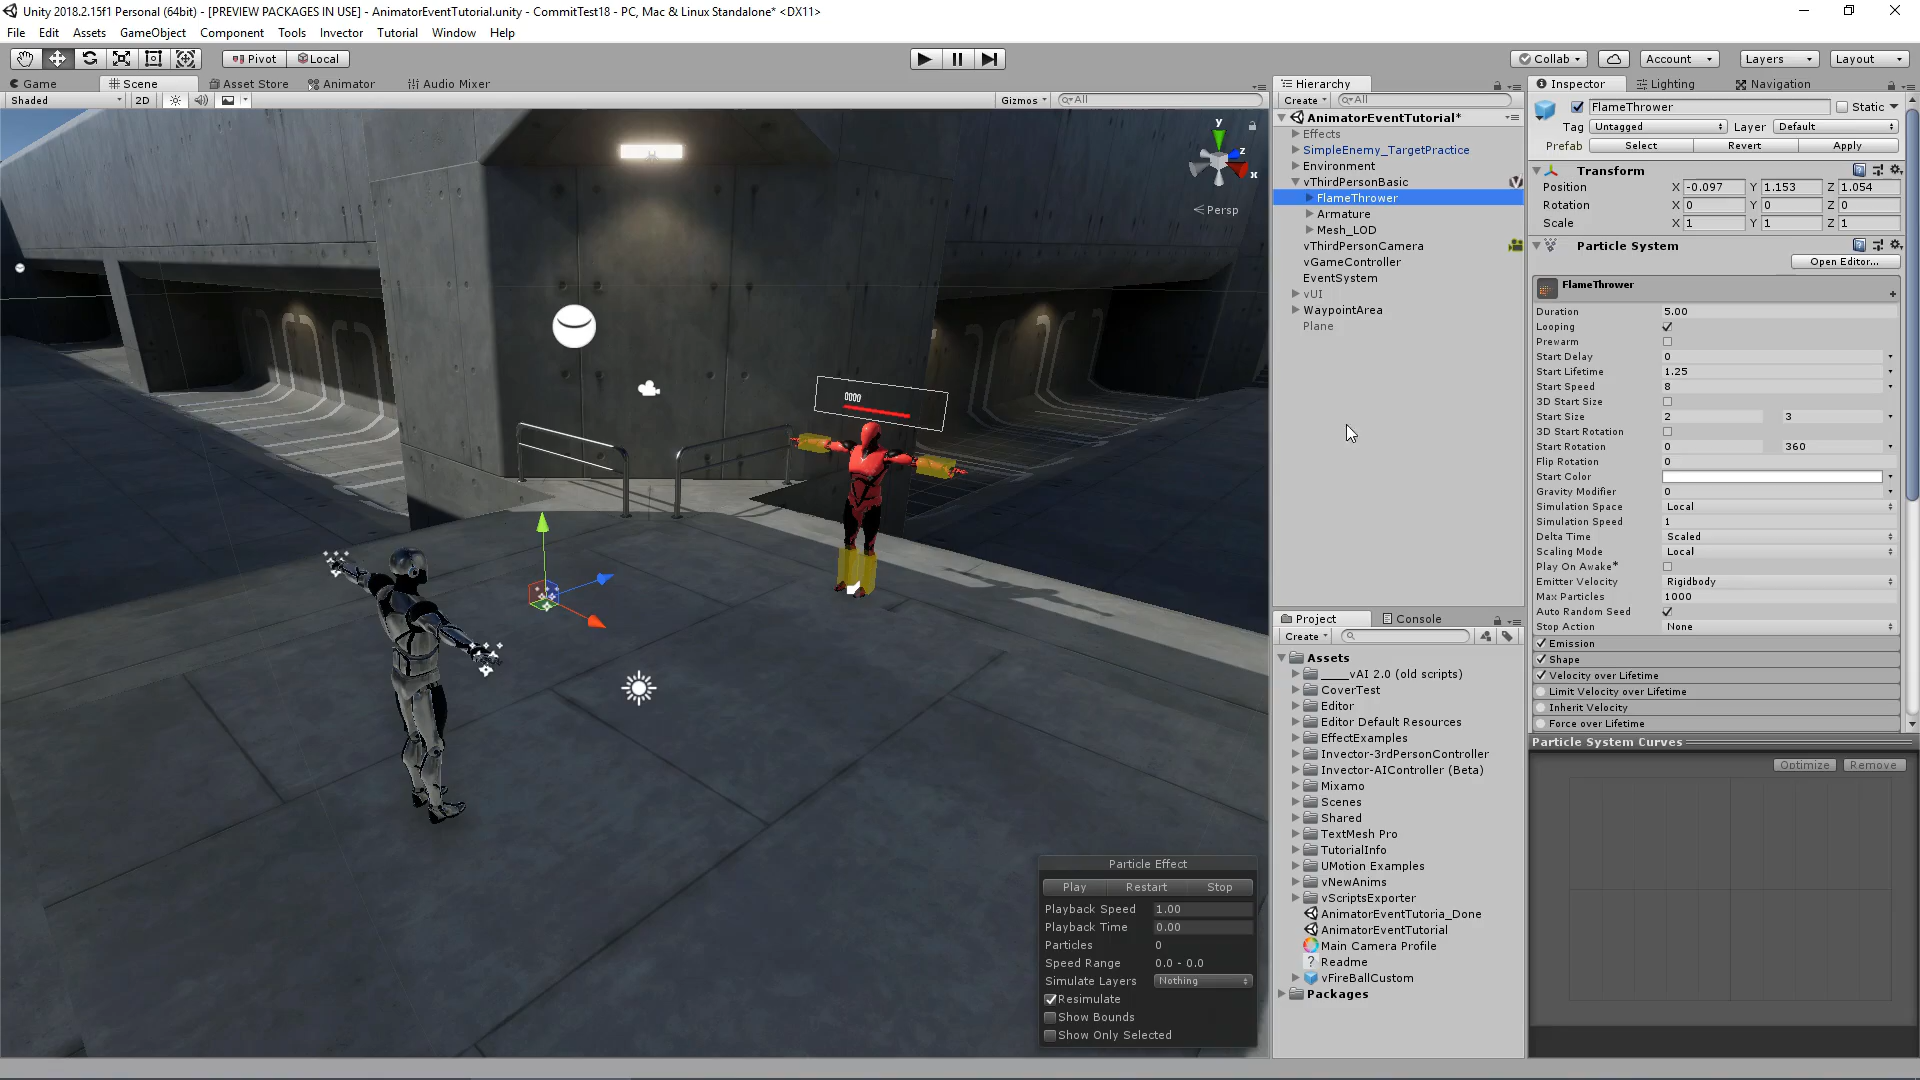 Unity 2018.2.15f1 Personal (64bit) - [PREVIEW PACKAGES IN USE] - AnimatorEventTutorial.unity - CommitTest18 - PC, Mac & Linux Standalone* <DX11>
File Edit Assets GameObject Component Tools Invector Tutorial Window Help
Pivot Local Collab Account Layers Layout
Game Scene Asset Store Animator Audio Mixer
Shaded 2D Gizmos All
y
z
x
Persp
0000
Particle Effect
Play Restart Stop
Playback Speed 1.00
Playback Time 0.00
Particles 0
Speed Range 0.0 - 0.0
Simulate Layers Nothing
Resimulate
Show Bounds
Show Only Selected
Hierarchy
Create All
AnimatorEventTutorial*
Effects
SimpleEnemy_TargetPractice
Environment
vThirdPersonBasic
FlameThrower
Armature
Mesh_LOD
vThirdPersonCamera
vGameController
EventSystem
vUI
WaypointArea
Plane
Project Console
Create
Assets
_____vAI 2.0 (old scripts)
CoverTest
Editor
Editor Default Resources
EffectExamples
Invector-3rdPersonController
Invector-AIController (Beta)
Mixamo
Scenes
Shared
TextMesh Pro
TutorialInfo
UMotion Examples
vNewAnims
vScriptsExporter
AnimatorEventTutoria_Done
AnimatorEventTutorial
Main Camera Profile
Readme
vFireBallCustom
Packages
Inspector Lighting Navigation
FlameThrower Static
Tag Untagged Layer Default
Prefab Select Revert Apply
Transform
Position X -0.097 Y 1.153 Z 1.054
Rotation X 0 Y 0 Z 0
Scale X 1 Y 1 Z 1
Particle System
Open Editor...
FlameThrower
Duration 5.00
Looping
Prewarm
Start Delay 0
Start Lifetime 1.25
Start Speed 8
3D Start Size
Start Size 2 3
3D Start Rotation
Start Rotation 0 360
Flip Rotation 0
Start Color
Gravity Modifier 0
Simulation Space Local
Simulation Speed 1
Delta Time Scaled
Scaling Mode Local
Play On Awake*
Emitter Velocity Rigidbody
Max Particles 1000
Auto Random Seed
Stop Action None
Emission
Shape
Velocity over Lifetime
Limit Velocity over Lifetime
Inherit Velocity
Force over Lifetime
Particle System Curves
Optimize Remove